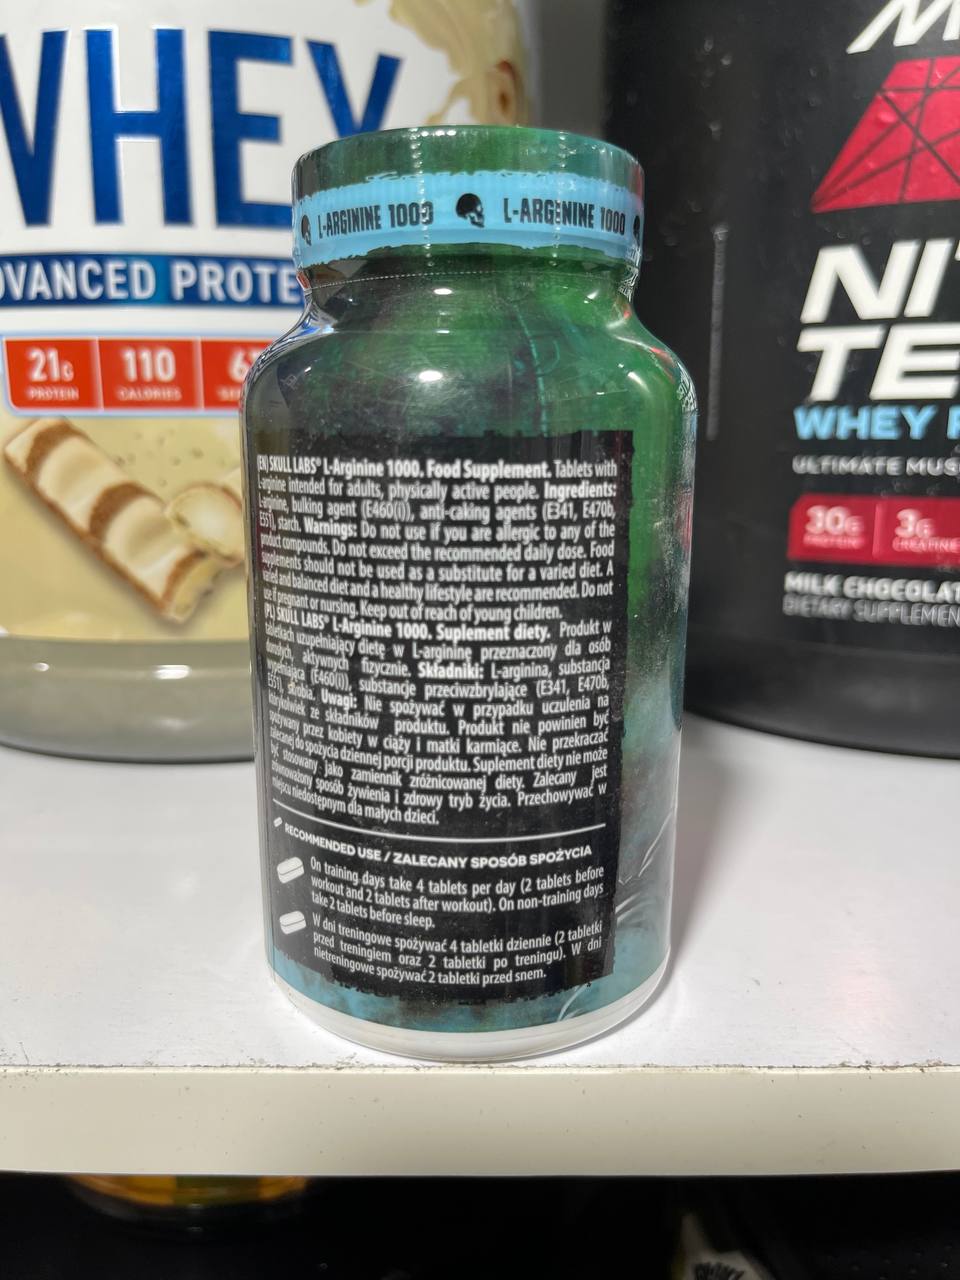 WHEY
DVANCED PROTE
21G
PROTEIN
110
CALORIES
6
L-ARGININE 1000
L-ARGENINE 1000
M
NI
TE
WHEY P
ULTIMATE MUS
30G
PROTEIN
3G
CREATINE
MILK CHOCOLAT
DIETARY SUPPLEMEN
(EN) SKULL LABS® L-Arginine 1000. Food Supplement. Tablets with
L-arginine intended for adults, physically active people. Ingredients:
L-arginine, bulking agent (E460(i)), anti-caking agents (E341, E470b,
E551), starch. Warnings: Do not use if you are allergic to any of the
product compounds. Do not exceed the recommended daily dose. Food
supplements should not be used as a substitute for a varied diet. A
varied and balanced diet and a healthy lifestyle are recommended. Do not
use if pregnant or nursing. Keep out of reach of young children.
(PL) SKULL LABS® L-Arginine 1000. Suplement diety. Produkt w
tabletkach uzupełniający dietę w L-argininę przeznaczony dla osób
dorosłych, aktywnych fizycznie. Składniki: L-arginina, substancja
wypełniająca (E460(i)), substancje przeciwzbrylające (E341, E470b,
E551), skrobia. Uwagi: Nie spożywać w przypadku uczulenia na
którykolwiek ze składników produktu. Produkt nie powinien być
spożywany przez kobiety w ciąży i matki karmiące. Nie przekraczać
zalecanej do spożycia dziennej porcji produktu. Suplement diety nie może
być stosowany jako zamiennik zróżnicowanej diety. Zalecany jest
zrównoważony sposób żywienia i zdrowy tryb życia. Przechowywać w
miejscu niedostępnym dla małych dzieci.
RECOMMENDED USE / ZALECANY SPOSÓB SPOŻYCIA
On training days take 4 tablets per day (2 tablets before
workout and 2 tablets after workout). On non-training days
take 2 tablets before sleep.
W dni treningowe spożywać 4 tabletki dziennie (2 tabletki
przed treningiem oraz 2 tabletki po treningu). W dni
nietreningowe spożywać 2 tabletki przed snem.